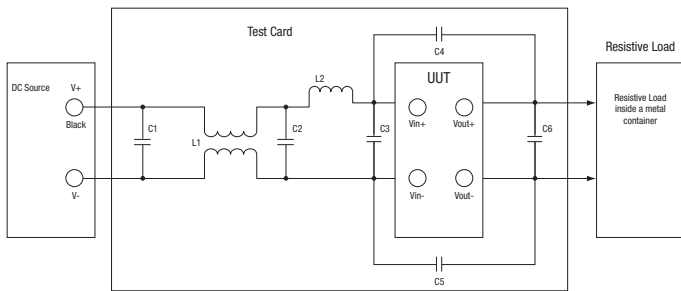 Test Card
Resistive Load
DC Source
V+
Black
V-
C1
L1
C2
L2
C3
C4
UUT
Vin+
Vout+
Vin-
Vout-
C6
C5
Resistive Load
inside a metal
container